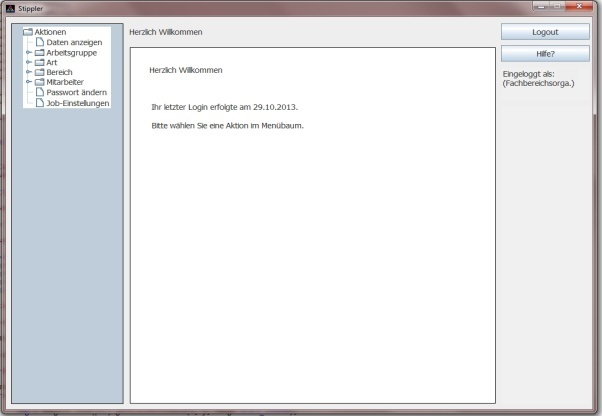 Stippler
Aktionen
Daten anzeigen
Arbeitsgruppe
Art
Bereich
Mitarbeiter
Passwort ändern
Job-Einstellungen
Herzlich Willkommen
Herzlich Willkommen
Ihr letzter Login erfolgte am 29.10.2013.
Bitte wählen Sie eine Aktion im Menübaum.
Logout
Hilfe?
Eingeloggt als:
(Fachbereichsorga.)